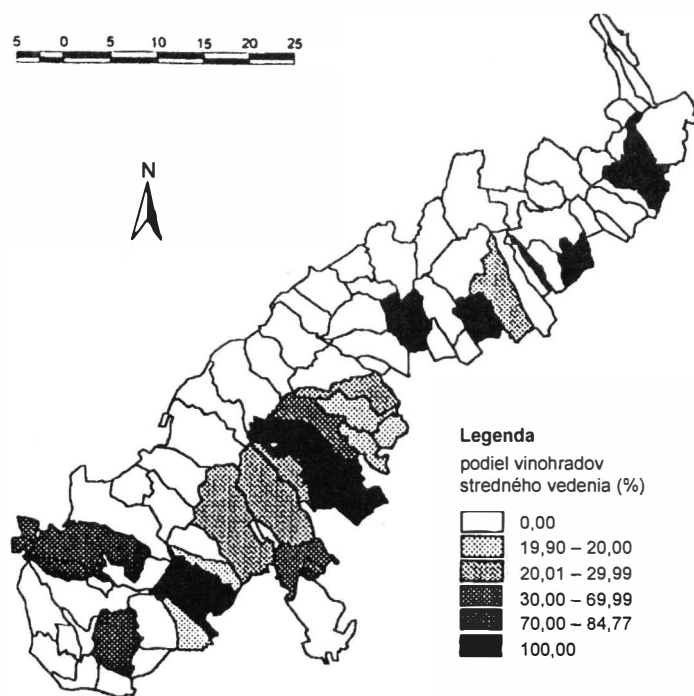 5 0 5 10 15 20 25
N
Legenda
podiel vinohradov
stredného vedenia (%)
0,00
19,90 – 20,00
20,01 – 29,99
30,00 – 69,99
70,00 – 84,77
100,00